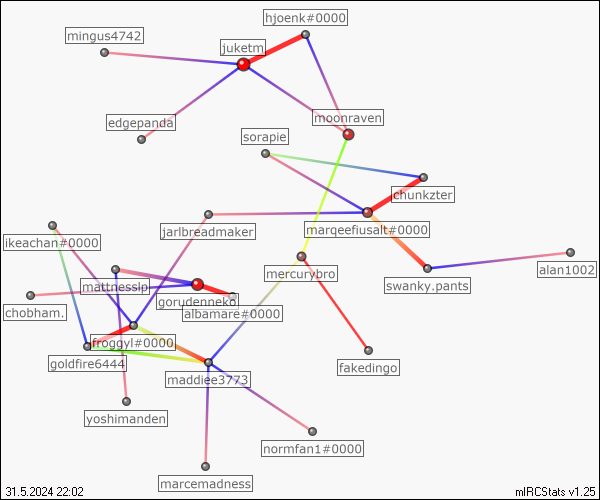 hjoenk#0000
mingus4742
juketm
edgepanda
moonraven
sorapie
chunkzter
jarlbreadmaker
marqeefiusalt#0000
ikeachan#0000
mercurybro
alan1002
mattnesslp
swanky.pants
gorudenneko
chobham.
albamare#0000
froggyl#0000
goldfire6444
fakedingo
maddiee3773
yoshimanden
normfan1#0000
marcemadness
31.5.2024 22:02
mIRCStats v1.25